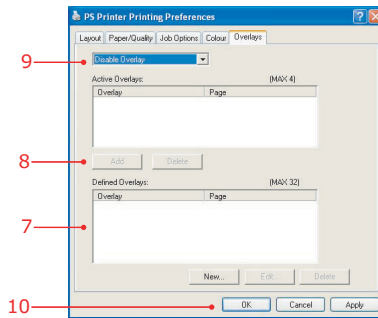 PS Printer Printing Preferences
Layout Paper/Quality Job Options Colour Overlays
9 Disable Overlay
Active Overlays: (MAX 4)
Overlay Page
8 Add Delete
Defined Overlays: (MAX 32)
Overlay Page
7
New... Edit... Delete
10 OK Cancel Apply